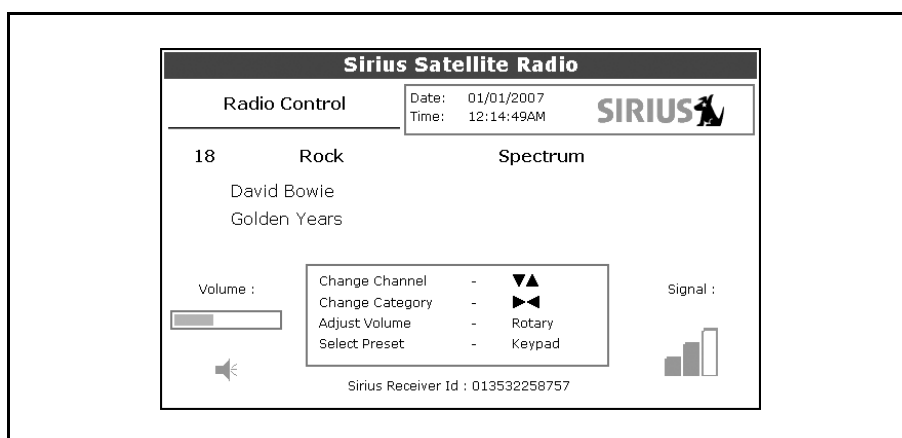 Sirius Satellite Radio
Radio Control
Date: 01/01/2007
Time: 12:14:49AM
SIRIUS
18 Rock Spectrum
David Bowie
Golden Years
Volume :
Change Channel - ▼▲
Change Category - ►◄
Adjust Volume - Rotary
Select Preset - Keypad
Signal :
Sirius Receiver Id : 013532258757